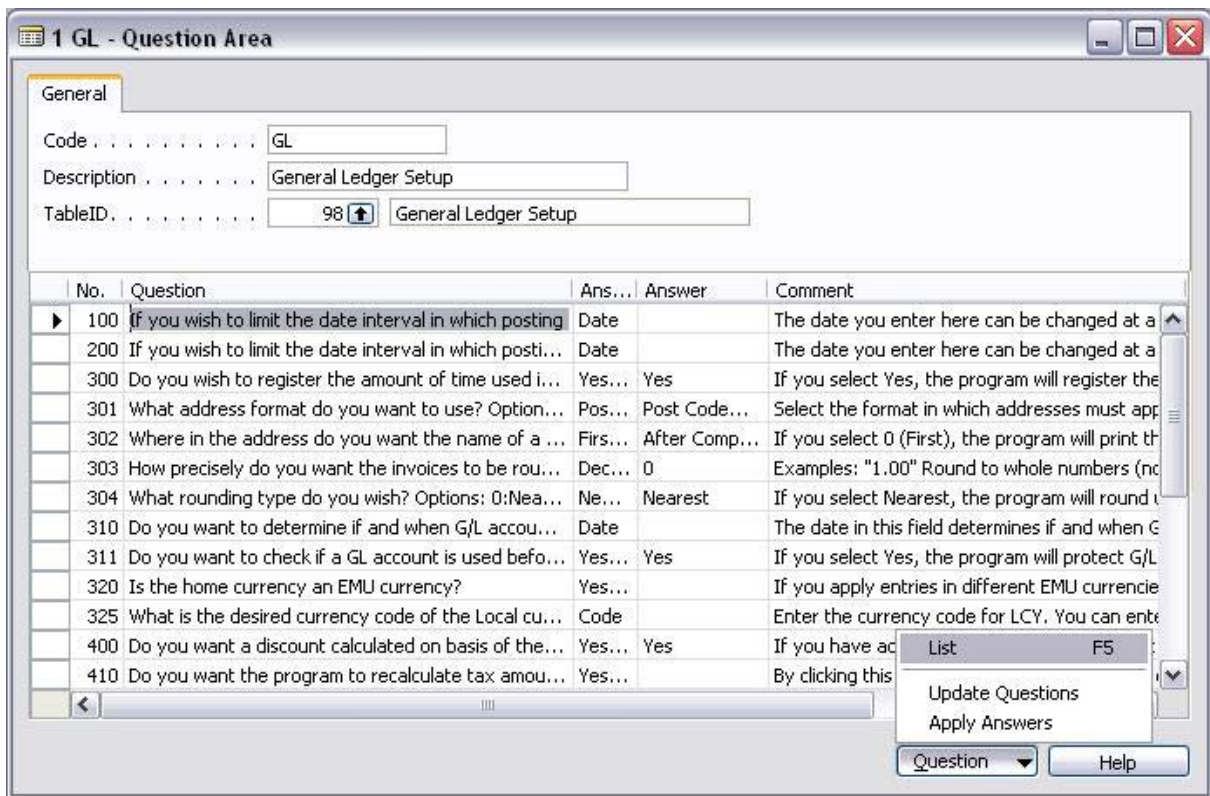 1 GL - Question Area
General
Code . . . . . . . . . . GL
Description . . . . . . . General Ledger Setup
TableID. . . . . . . . . 98 General Ledger Setup
No. Question Ans... Answer Comment
100 If you wish to limit the date interval in which posting Date The date you enter here can be changed at a
200 If you wish to limit the date interval in which posti... Date The date you enter here can be changed at a
300 Do you wish to register the amount of time used i... Yes... Yes If you select Yes, the program will register the
301 What address format do you want to use? Option... Pos... Post Code... Select the format in which addresses must app
302 Where in the address do you want the name of a ... Firs... After Comp... If you select 0 (First), the program will print th
303 How precisely do you want the invoices to be rou... Dec... 0 Examples: "1.00" Round to whole numbers (no
304 What rounding type do you wish? Options: 0:Nea... Ne... Nearest If you select Nearest, the program will round u
310 Do you want to determine if and when G/L accou... Date The date in this field determines if and when G
311 Do you want to check if a GL account is used befo... Yes... Yes If you select Yes, the program will protect G/L
320 Is the home currency an EMU currency? Yes... If you apply entries in different EMU currencie
325 What is the desired currency code of the Local cu... Code Enter the currency code for LCY. You can ente
400 Do you want a discount calculated on basis of the... Yes... Yes If you have ac
410 Do you want the program to recalculate tax amou... Yes... By clicking this
List F5
Update Questions
Apply Answers
Question Help